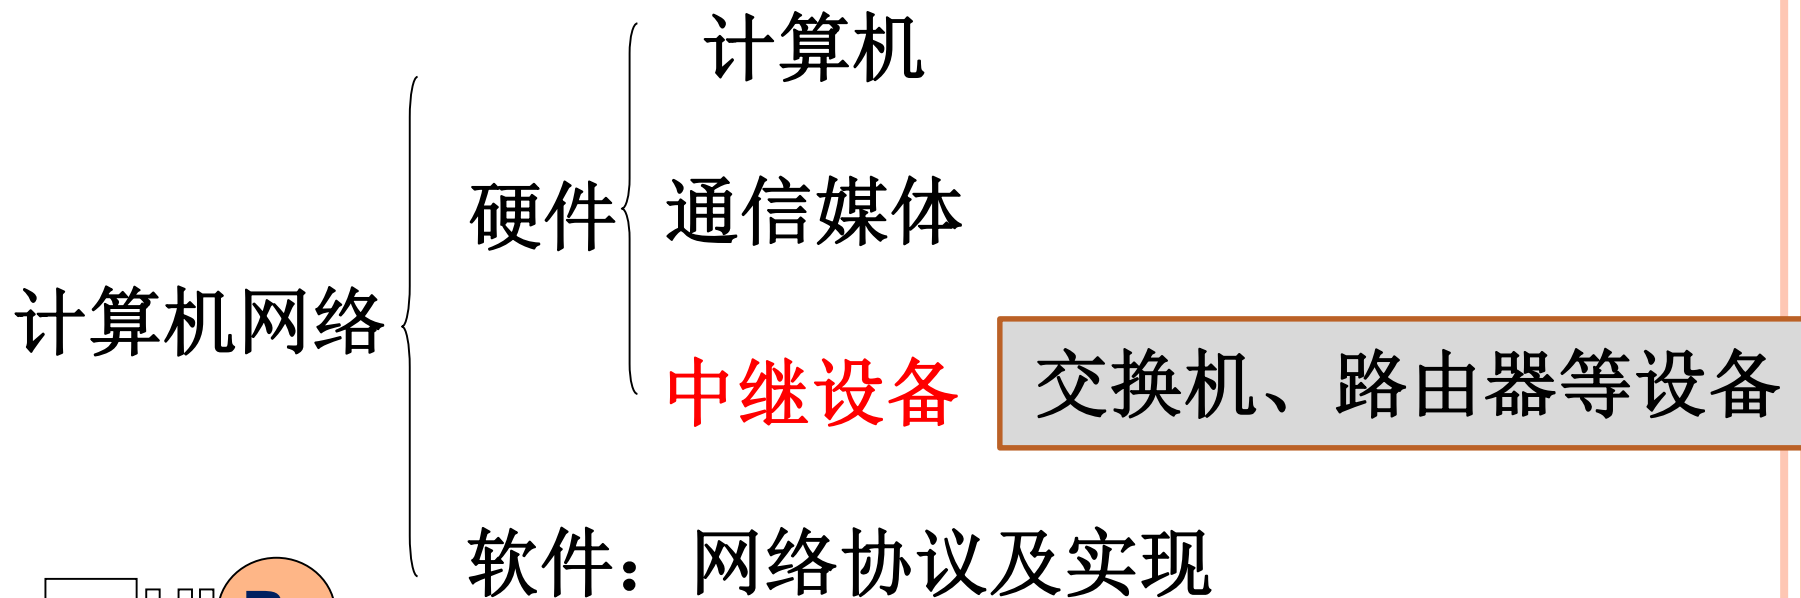 计算机
硬件
通信媒体
计算机网络
中继设备
交换机、路由器等设备
软件：网络协议及实现